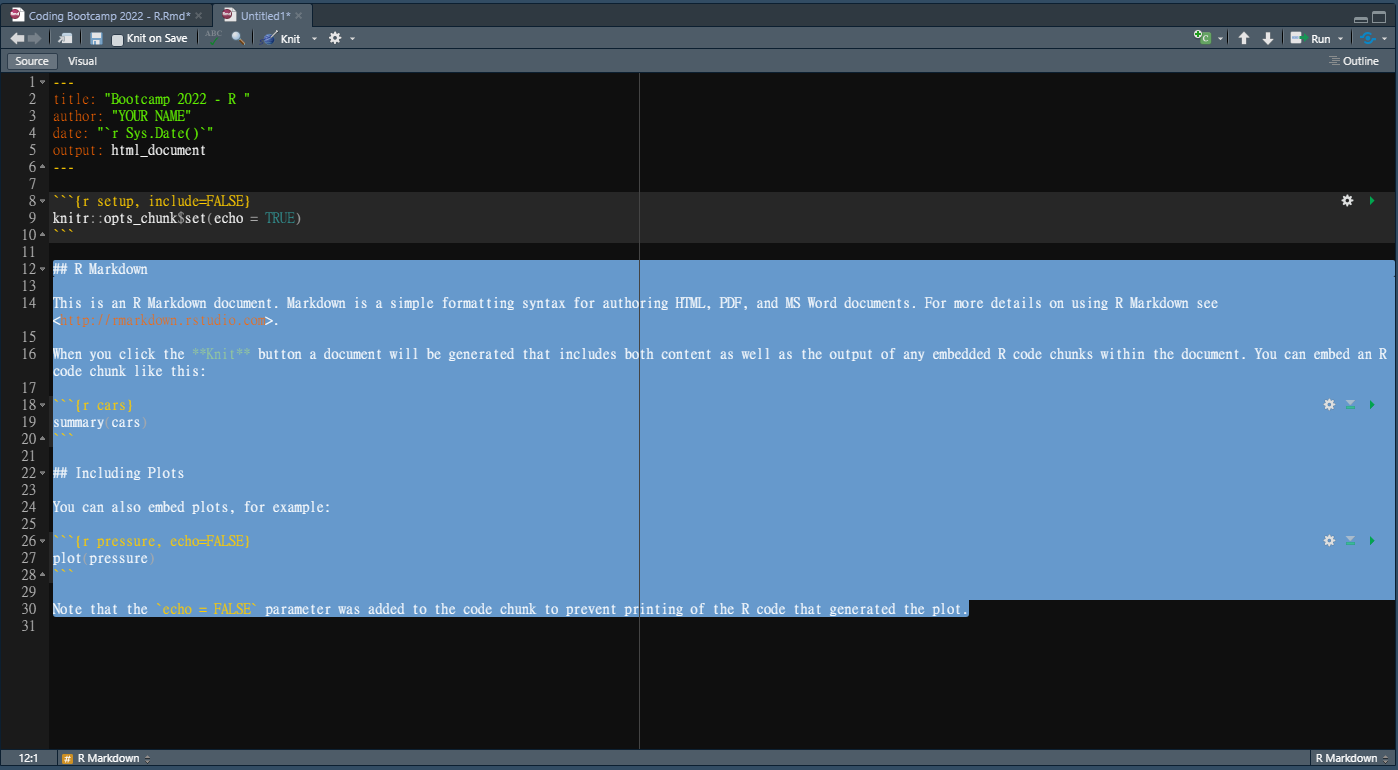 Coding Bootcamp 2022 - R.Rmd*
Untitled1*
Knit on Save
ABC
Knit
Run
Source
Visual
Outline
1 ---
2 title: "Bootcamp 2022 - R "
3 author: "YOUR NAME"
4 date: "`r Sys.Date()`"
5 output: html_document
6 ---
7
8 ```{r setup, include=FALSE}
9 knitr::opts_chunk$set(echo = TRUE)
10 ```
11
12 ## R Markdown
13
14 This is an R Markdown document. Markdown is a simple formatting syntax for authoring HTML, PDF, and MS Word documents. For more details on using R Markdown see
<http://rmarkdown.rstudio.com>.
15
16 When you click the **Knit** button a document will be generated that includes both content as well as the output of any embedded R code chunks within the document. You can embed an R
code chunk like this:
17
18 ```{r cars}
19 summary(cars)
20 ```
21
22 ## Including Plots
23
24 You can also embed plots, for example:
25
26 ```{r pressure, echo=FALSE}
27 plot(pressure)
28 ```
29
30 Note that the `echo = FALSE` parameter was added to the code chunk to prevent printing of the R code that generated the plot.
31
12:1
# R Markdown
R Markdown